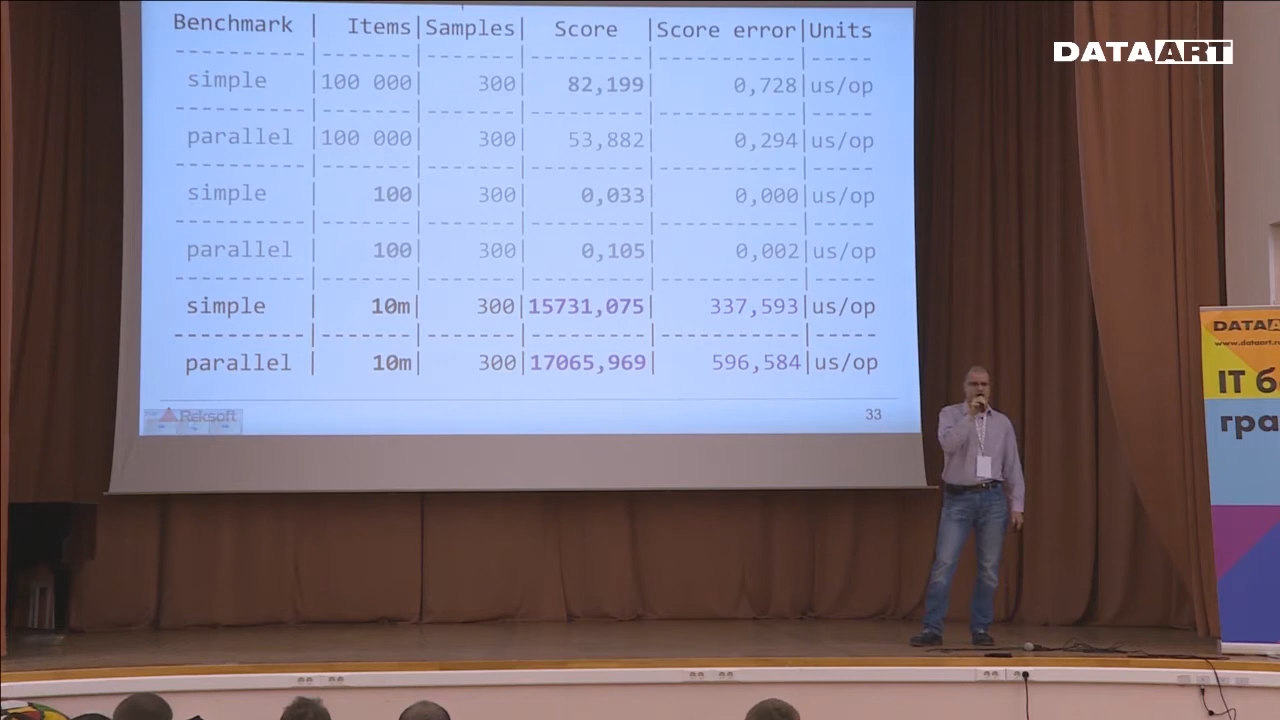 Benchmark | Items|Samples| Score |Score error|Units
----------|-------|-------|---------|-----------|-----
simple |100 000| 300| 82,199| 0,728|us/op
----------|-------|-------|---------|-----------|-----
parallel |100 000| 300| 53,882| 0,294|us/op
----------|-------|-------|---------|-----------|-----
simple | 100| 300| 0,033| 0,000|us/op
----------|-------|-------|---------|-----------|-----
parallel | 100| 300| 0,105| 0,002|us/op
----------|-------|-------|---------|-----------|-----
simple | 10m| 300|15731,075| 337,593|us/op
----------|-------|-------|---------|-----------|-----
parallel | 10m| 300|17065,969| 596,584|us/op
Reksoft 33
DATAART
DATAA
www.dataart.r
IT б
гра